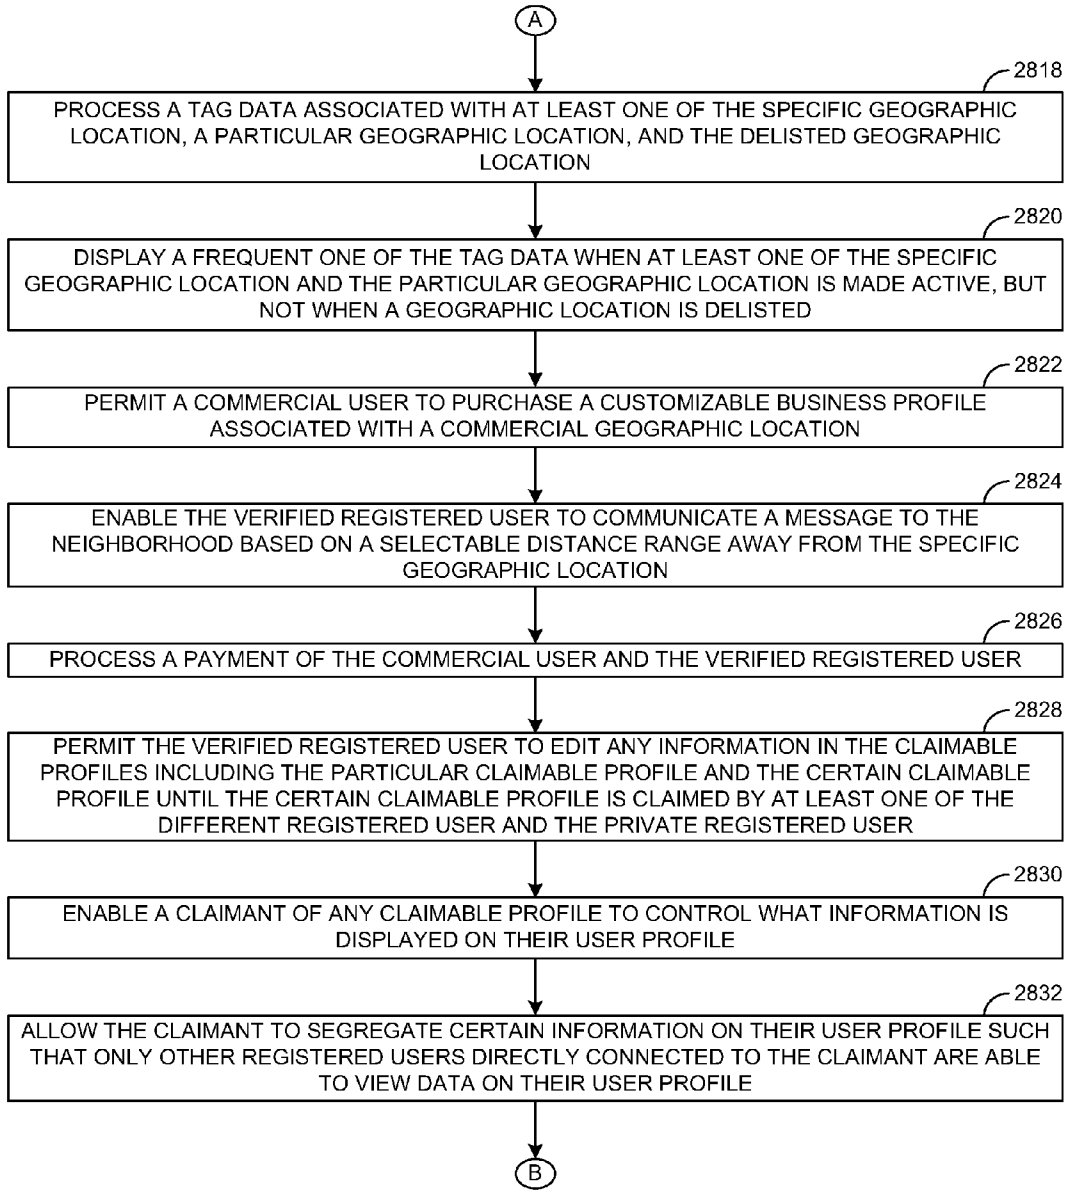 A
2818
PROCESS A TAG DATA ASSOCIATED WITH AT LEAST ONE OF THE SPECIFIC GEOGRAPHIC
LOCATION, A PARTICULAR GEOGRAPHIC LOCATION, AND THE DELISTED GEOGRAPHIC
LOCATION
2820
DISPLAY A FREQUENT ONE OF THE TAG DATA WHEN AT LEAST ONE OF THE SPECIFIC
GEOGRAPHIC LOCATION AND THE PARTICULAR GEOGRAPHIC LOCATION IS MADE ACTIVE, BUT
NOT WHEN A GEOGRAPHIC LOCATION IS DELISTED
2822
PERMIT A COMMERCIAL USER TO PURCHASE A CUSTOMIZABLE BUSINESS PROFILE
ASSOCIATED WITH A COMMERCIAL GEOGRAPHIC LOCATION
2824
ENABLE THE VERIFIED REGISTERED USER TO COMMUNICATE A MESSAGE TO THE
NEIGHBORHOOD BASED ON A SELECTABLE DISTANCE RANGE AWAY FROM THE SPECIFIC
GEOGRAPHIC LOCATION
2826
PROCESS A PAYMENT OF THE COMMERCIAL USER AND THE VERIFIED REGISTERED USER
2828
PERMIT THE VERIFIED REGISTERED USER TO EDIT ANY INFORMATION IN THE CLAIMABLE
PROFILES INCLUDING THE PARTICULAR CLAIMABLE PROFILE AND THE CERTAIN CLAIMABLE
PROFILE UNTIL THE CERTAIN CLAIMABLE PROFILE IS CLAIMED BY AT LEAST ONE OF THE
DIFFERENT REGISTERED USER AND THE PRIVATE REGISTERED USER
2830
ENABLE A CLAIMANT OF ANY CLAIMABLE PROFILE TO CONTROL WHAT INFORMATION IS
DISPLAYED ON THEIR USER PROFILE
2832
ALLOW THE CLAIMANT TO SEGREGATE CERTAIN INFORMATION ON THEIR USER PROFILE SUCH
THAT ONLY OTHER REGISTERED USERS DIRECTLY CONNECTED TO THE CLAIMANT ARE ABLE
TO VIEW DATA ON THEIR USER PROFILE
B